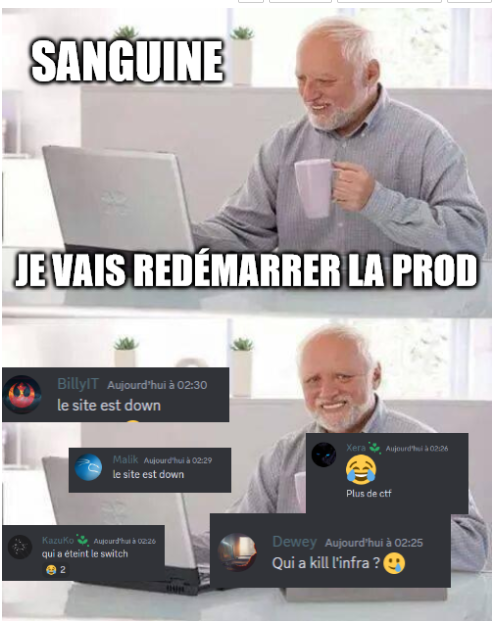 SANGUINE
JE VAIS REDÉMARRER LA PROD
BillyIT Aujourd'hui à 02:30
le site est down
Malik Aujourd'hui à 02:29
le site est down
Xera Aujourd'hui à 02:26
😂
Plus de ctf
KazuKo Aujourd'hui à 02:26
qui a éteint le switch
😂 2
Dewey Aujourd'hui à 02:25
Qui a kill l'infra ? 🥲